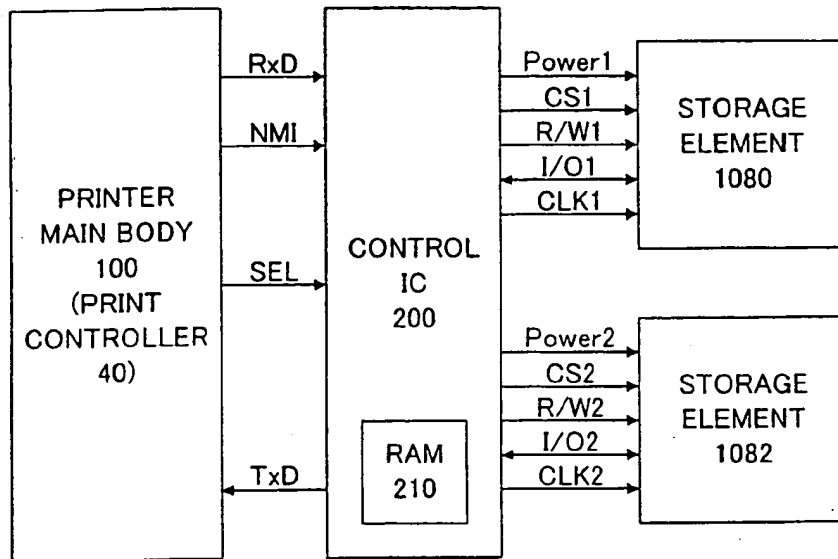 PRINTER
MAIN BODY
100
(PRINT
CONTROLLER
40)
RxD
NMI
SEL
TxD
CONTROL
IC
200
RAM
210
Power1
CS1
R/W1
I/O1
CLK1
STORAGE
ELEMENT
1080
Power2
CS2
R/W2
I/O2
CLK2
STORAGE
ELEMENT
1082